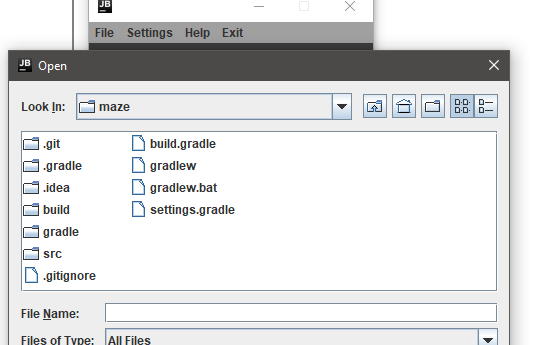 JB
File Settings Help Exit
JB Open
Look In: maze
.git
.gradle
.idea
build
gradle
src
.gitignore
build.gradle
gradlew
gradlew.bat
settings.gradle
File Name:
Files of Type: All Files